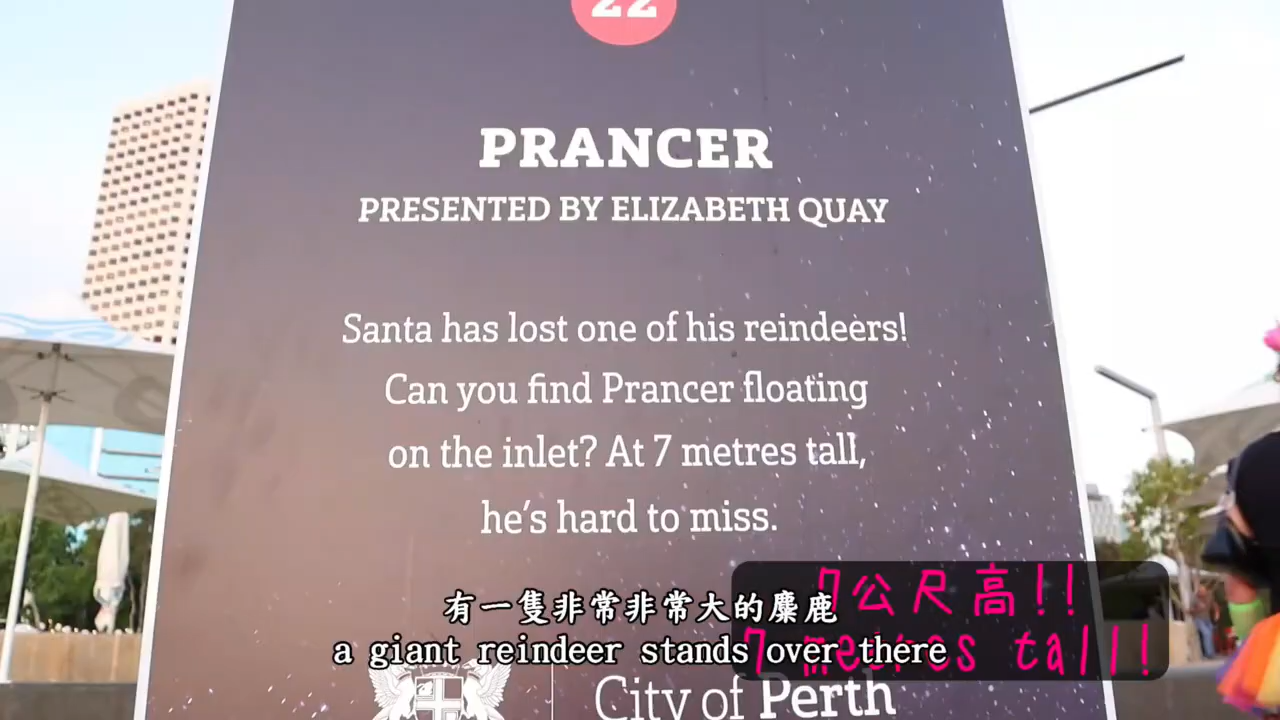 22
PRANCER
PRESENTED BY ELIZABETH QUAY
Santa has lost one of his reindeers!
Can you find Prancer floating
on the inlet? At 7 metres tall,
he's hard to miss.
7公尺高!!
7 metres tall!
有一隻非常非常大的麋鹿
a giant reindeer stands over there
City of Perth